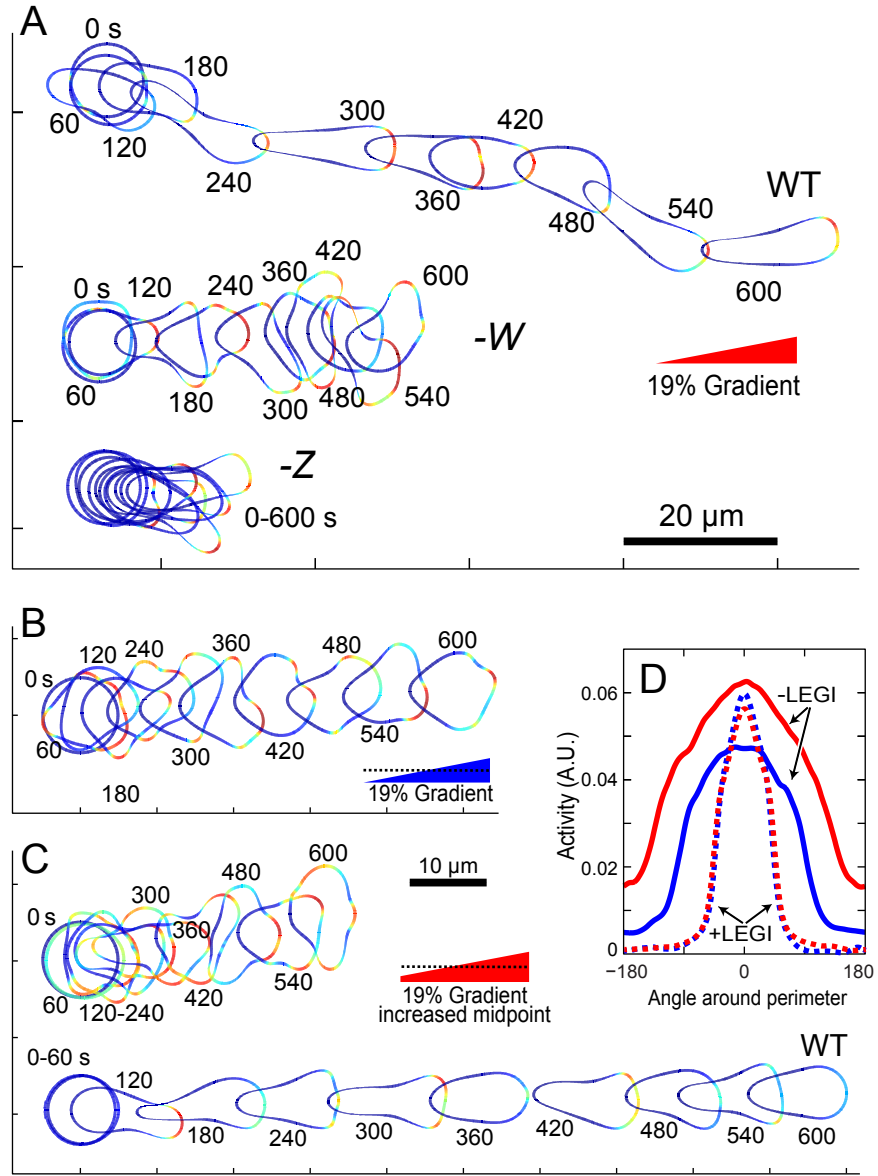 A
0 s
180
60
120
240
300
420
360
480
540
WT
600
0 s
120
240
360
420
600
60
180
300
480
540
-W
19% Gradient
-Z
0-600 s
20 µm
B
0 s
120
240
360
480
600
60
180
300
420
540
19% Gradient
C
0 s
300
360
480
600
60
120-240
420
540
10 µm
19% Gradient
increased midpoint
0-60 s
120
180
240
300
360
420
480
540
600
WT
D
Activity (A.U.)
0.06
0.04
0.02
0
-LEGI
+LEGI
−180
0
180
Angle around perimeter